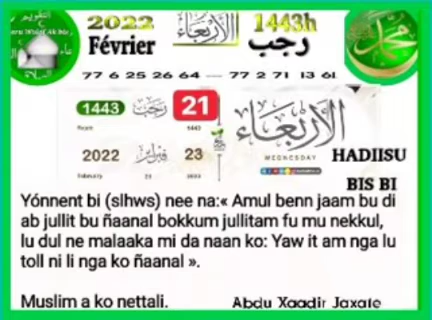 2022
Février
الأربعاء
1443h
رجب
محمد
77 6 25 26 64 — 77 2 71 13 61
1443 رجب 21
2022 فبراير 23
February
الأربعاء
WEDNESDAY
HADIISU
BIS BI
Yónnent bi (slhws) nee na:« Amul benn jaam bu di
ab jullit bu ñaanal bokkum jullitam fu mu nekkul,
lu dul ne malaaka mi da naan ko: Yaw it am nga lu
toll ni li nga ko ñaanal ».
Muslim a ko nettali.
Abdu Xaadir Jaxate